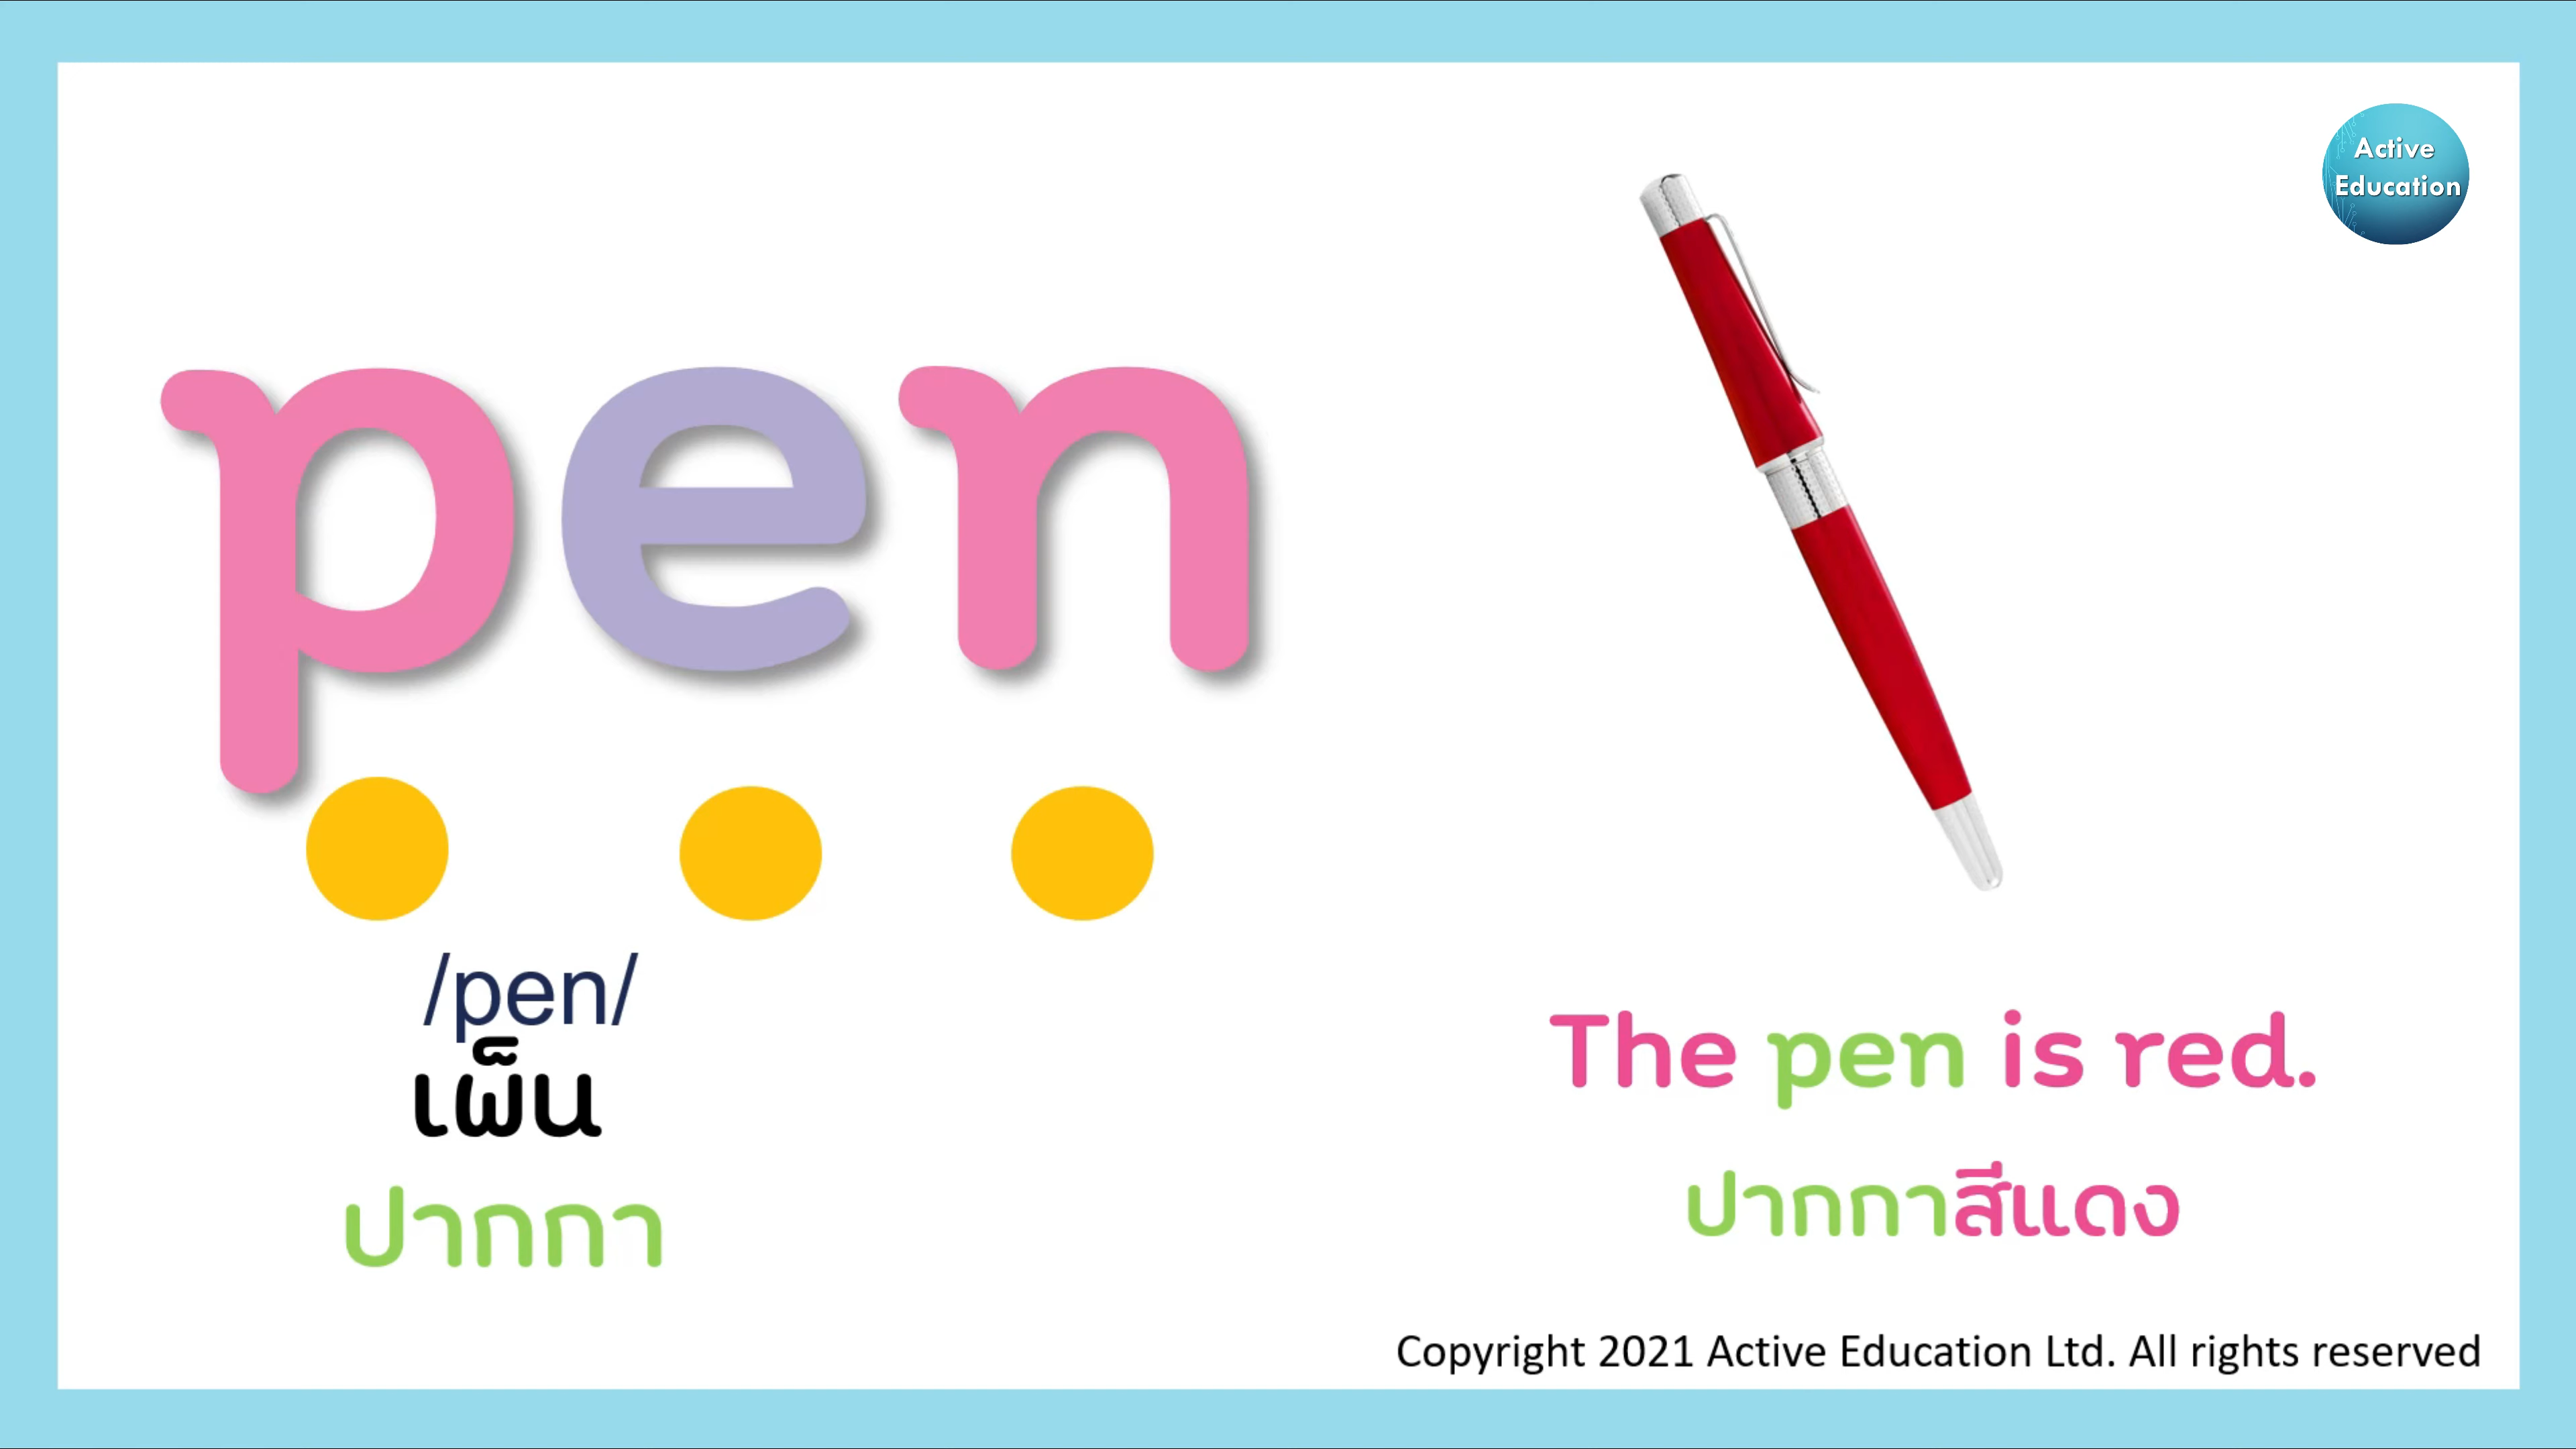 Active
Education
pen
/pen/
เพ็น
ปากกา
The pen is red.
ปากกาสีแดง
Copyright 2021 Active Education Ltd. All rights reserved